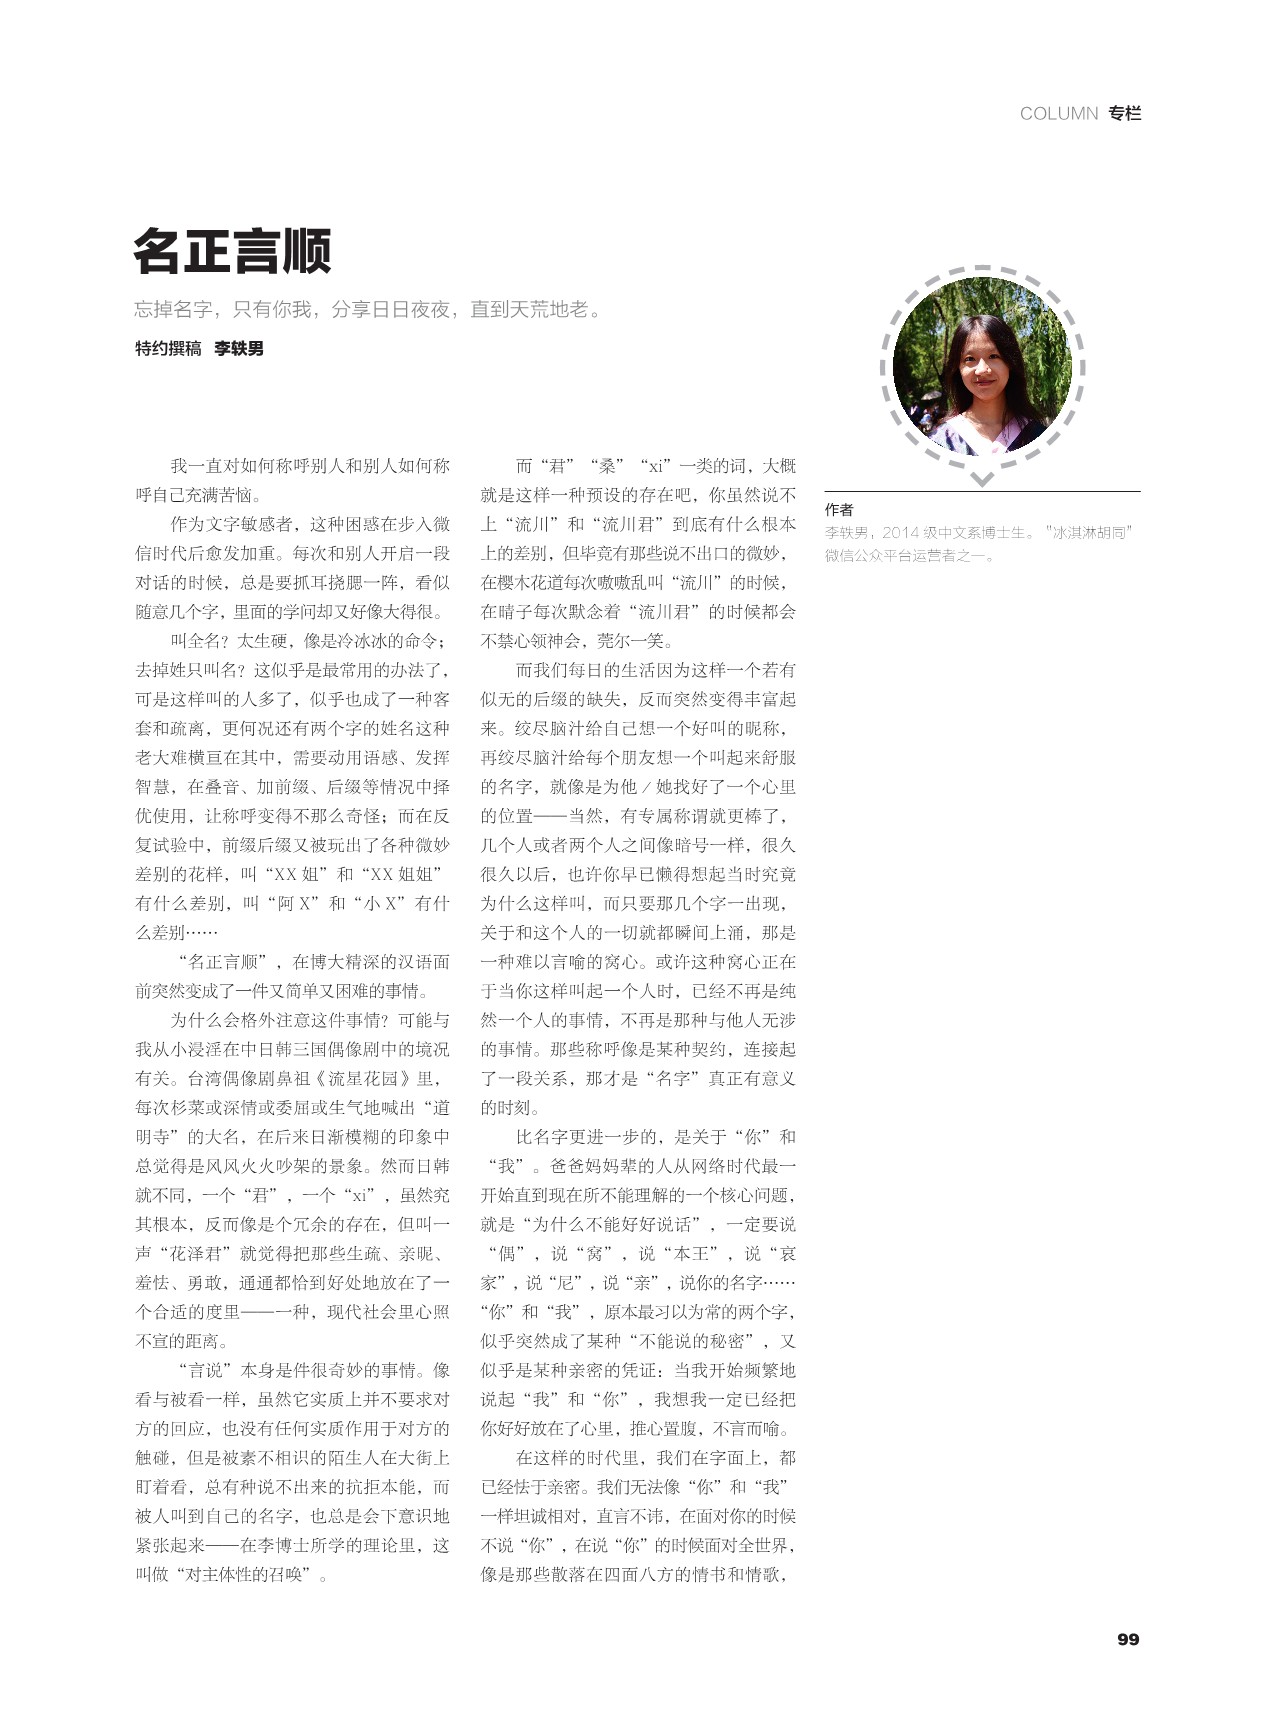 COLUMN 专栏
名正言顺
忘掉名字，只有你我，分享日日夜夜，直到天荒地老。
特约撰稿 李轶男
我一直对如何称呼别人和别人如何称
呼自己充满苦恼。
作为文字敏感者，这种困惑在步入微
信时代后愈发加重。每次和别人开启一段
对话的时候，总是要抓耳挠腮一阵，看似
随意几个字，里面的学问却又好像大得很。
叫全名？太生硬，像是冷冰冰的命令；
去掉姓只叫名？这似乎是最常用的办法了，
可是这样叫的人多了，似乎也成了一种客
套和疏离，更何况还有两个字的姓名这种
老大难横亘在其中，需要动用语感、发挥
智慧，在叠音、加前缀、后缀等情况中择
优使用，让称呼变得不那么奇怪；而在反
复试验中，前缀后缀又被玩出了各种微妙
差别的花样，叫“XX 姐”和“XX 姐姐”
有什么差别，叫“阿 X”和“小 X”有什
么差别……
“名正言顺”，在博大精深的汉语面
前突然变成了一件又简单又困难的事情。
为什么会格外注意这件事情？可能与
我从小浸淫在中日韩三国偶像剧中的境况
有关。台湾偶像剧鼻祖《流星花园》里，
每次杉菜或深情或委屈或生气地喊出“道
明寺”的大名，在后来日渐模糊的印象中
总觉得是风风火火吵架的景象。然而日韩
就不同，一个“君”，一个“xi”，虽然究
其根本，反而像是个冗余的存在，但叫一
声“花泽君”就觉得把那些生疏、亲昵、
羞怯、勇敢，通通都恰到好处地放在了一
个合适的度里——一种，现代社会里心照
不宣的距离。
“言说”本身是件很奇妙的事情。像
看与被看一样，虽然它实质上并不要求对
方的回应，也没有任何实质作用于对方的
触碰，但是被素不相识的陌生人在大街上
盯着看，总有种说不出来的抗拒本能，而
被人叫到自己的名字，也总是会下意识地
紧张起来——在李博士所学的理论里，这
叫做“对主体性的召唤”。
而“君”“桑”“xi”一类的词，大概
就是这样一种预设的存在吧，你虽然说不
上“流川”和“流川君”到底有什么根本
上的差别，但毕竟有那些说不出口的微妙，
在樱木花道每次嗷嗷乱叫“流川”的时候，
在晴子每次默念着“流川君”的时候都会
不禁心领神会，莞尔一笑。
而我们每日的生活因为这样一个若有
似无的后缀的缺失，反而突然变得丰富起
来。绞尽脑汁给自己想一个好叫的昵称，
再绞尽脑汁给每个朋友想一个叫起来舒服
的名字，就像是为他 / 她找好了一个心里
的位置——当然，有专属称谓就更棒了，
几个人或者两个人之间像暗号一样，很久
很久以后，也许你早已懒得想起当时究竟
为什么这样叫，而只要那几个字一出现，
关于和这个人的一切就都瞬间上涌，那是
一种难以言喻的窝心。或许这种窝心正在
于当你这样叫起一个人时，已经不再是纯
然一个人的事情，不再是那种与他人无涉
的事情。那些称呼像是某种契约，连接起
了一段关系，那才是“名字”真正有意义
的时刻。
比名字更进一步的，是关于“你”和
“我”。爸爸妈妈辈的人从网络时代最一
开始直到现在所不能理解的一个核心问题，
就是“为什么不能好好说话”，一定要说
“偶”，说“窝”，说“本王”，说“哀
家”，说“尼”，说“亲”，说你的名字……
“你”和“我”，原本最习以为常的两个字，
似乎突然成了某种“不能说的秘密”，又
似乎是某种亲密的凭证：当我开始频繁地
说起“我”和“你”，我想我一定已经把
你好好放在了心里，推心置腹，不言而喻。
在这样的时代里，我们在字面上，都
已经怯于亲密。我们无法像“你”和“我”
一样坦诚相对，直言不讳，在面对你的时候
不说“你”，在说“你”的时候面对全世界，
像是那些散落在四面八方的情书和情歌，
作者
李轶男，2014 级中文系博士生。“冰淇淋胡同”
微信公众平台运营者之一。
99